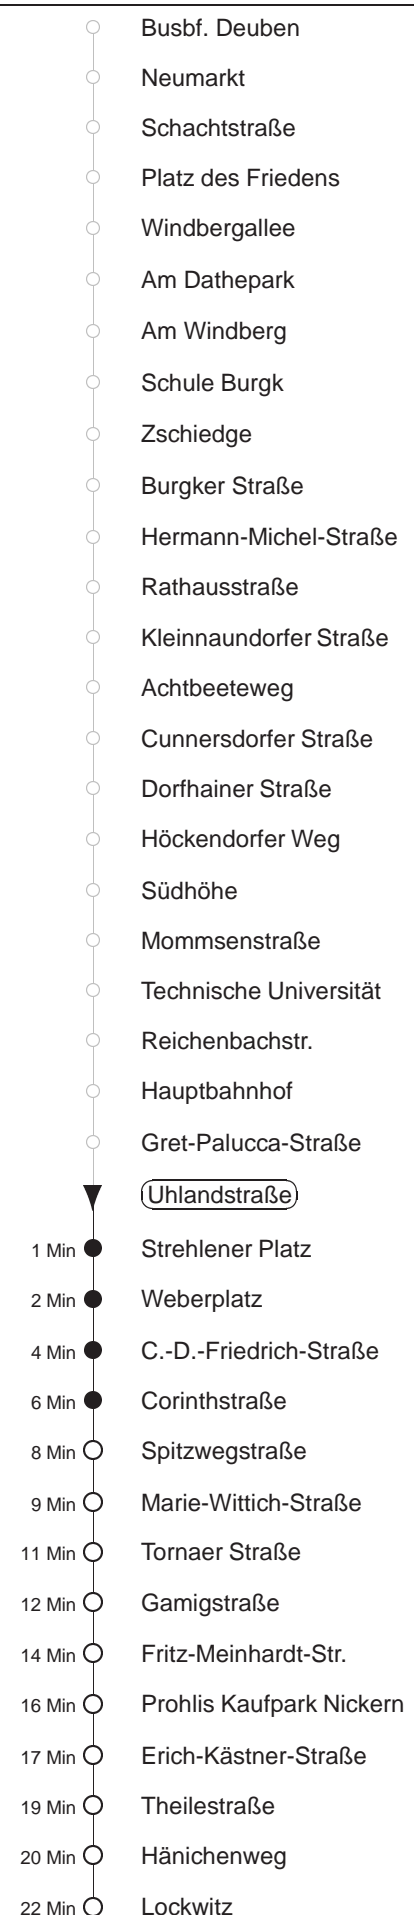 Busbf. Deuben
Neumarkt
Schachtstraße
Platz des Friedens
Windbergallee
Am Dathepark
Am Windberg
Schule Burgk
Zschiedge
Burgker Straße
Hermann-Michel-Straße
Rathausstraße
Kleinnaundorfer Straße
Achtbeeteweg
Cunnersdorfer Straße
Dorfhainer Straße
Höckendorfer Weg
Südhöhe
Mommsenstraße
Technische Universität
Reichenbachstr.
Hauptbahnhof
Gret-Palucca-Straße
Uhlandstraße
1 Min Strehlener Platz
2 Min Weberplatz
4 Min C.-D.-Friedrich-Straße
6 Min Corinthstraße
8 Min Spitzwegstraße
9 Min Marie-Wittich-Straße
11 Min Tornaer Straße
12 Min Gamigstraße
14 Min Fritz-Meinhardt-Str.
16 Min Prohlis Kaufpark Nickern
17 Min Erich-Kästner-Straße
19 Min Theilestraße
20 Min Hänichenweg
22 Min Lockwitz